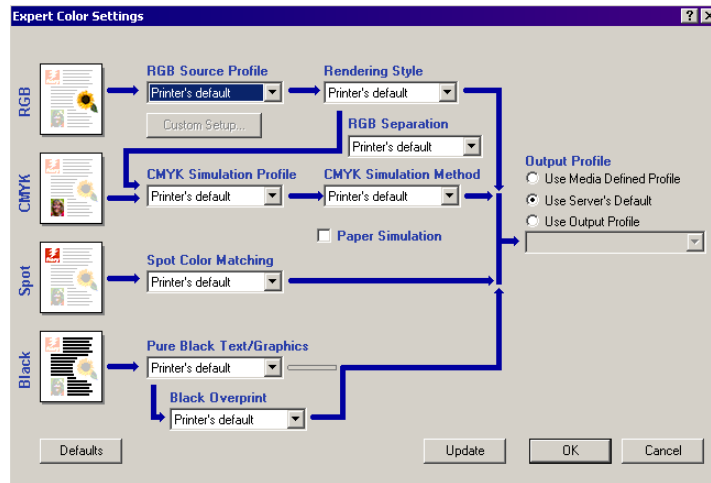 Expert Color Settings
RGB
RGB Source Profile
Rendering Style
Printer's default
Printer's default
Custom Setup...
RGB Separation
Printer's default
CMYK
CMYK Simulation Profile
CMYK Simulation Method
Printer's default
Printer's default
Output Profile
Use Media Defined Profile
Use Server's Default
Use Output Profile
Paper Simulation
Spot
Spot Color Matching
Printer's default
Black
Pure Black Text/Graphics
Printer's default
Black Overprint
Printer's default
Defaults
Update
OK
Cancel